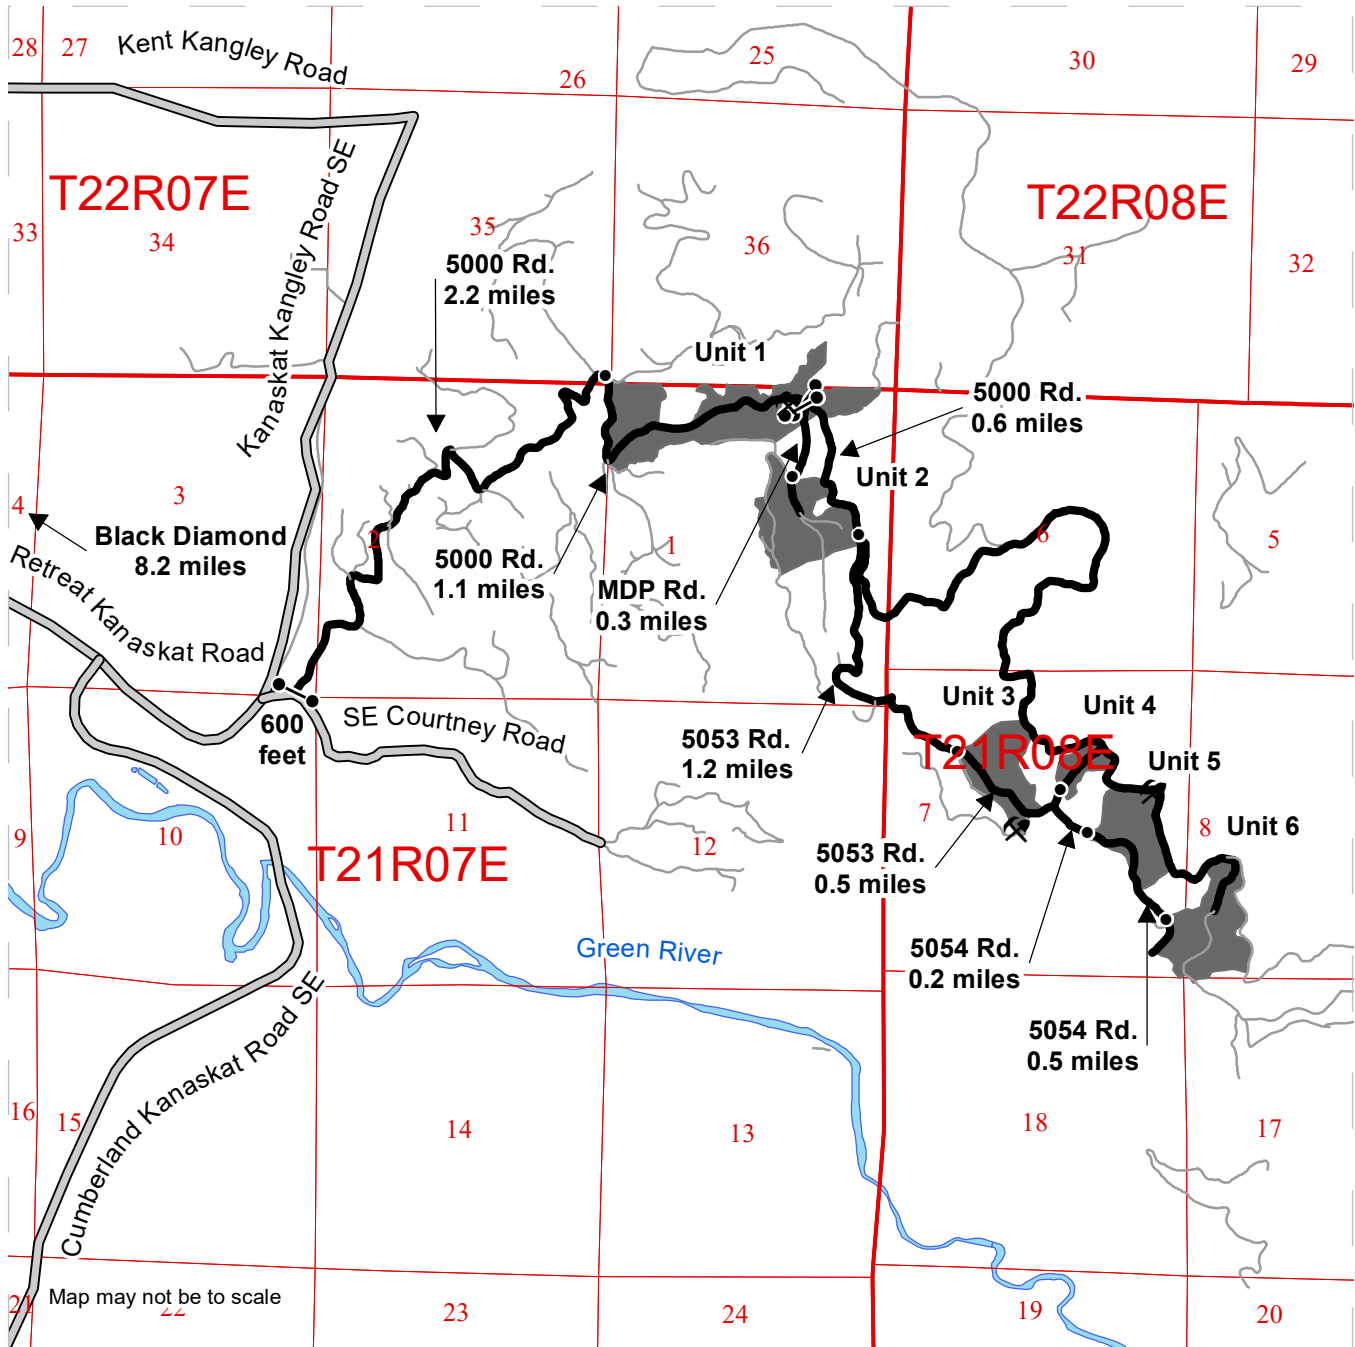 28
27
Kent Kangley Road
26
25
30
29
T22R07E
T22R08E
33
34
Kanaskat Kangley Road SE
35
36
31
32
5000 Rd.
2.2 miles
Unit 1
5000 Rd.
0.6 miles
Unit 2
4
3
Black Diamond
8.2 miles
2
5000 Rd.
1.1 miles
1
MDP Rd.
0.3 miles
6
5
Retreat Kanaskat Road
600
feet
SE Courtney Road
5053 Rd.
1.2 miles
Unit 3
Unit 4
T21R08E
Unit 5
9
10
11
12
7
8
Unit 6
T21R07E
5053 Rd.
0.5 miles
Green River
5054 Rd.
0.2 miles
5054 Rd.
0.5 miles
Cumberland Kanaskat Road SE
16
15
14
13
18
17
Map may not be to scale
21
22
23
24
19
20